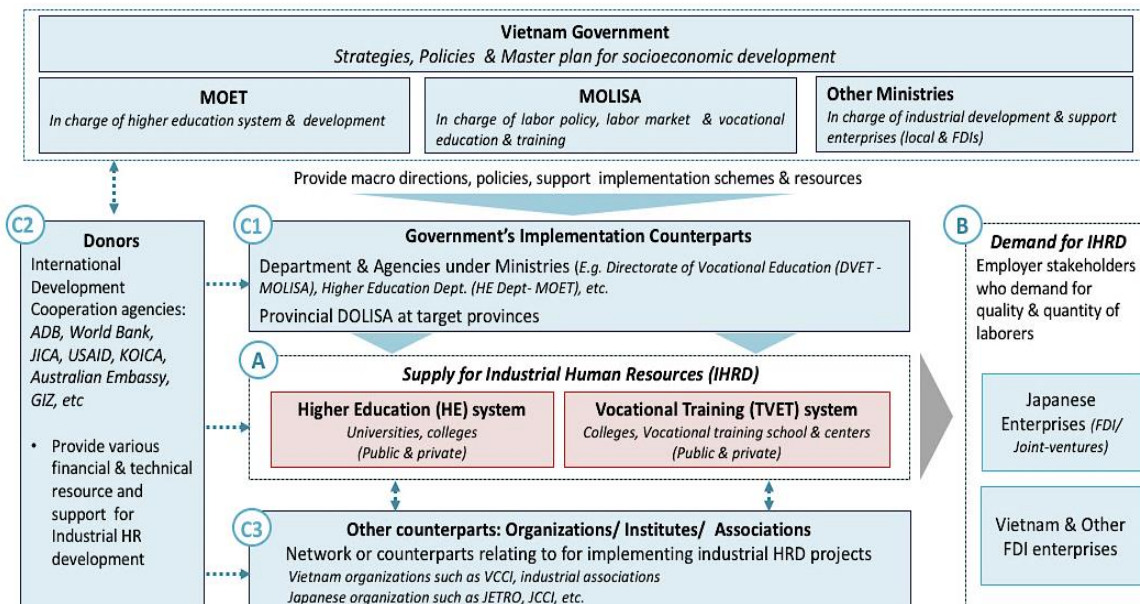 Vietnam Government
Strategies, Policies & Master plan for socioeconomic development
MOET
In charge of higher education system & development
MOLISA
In charge of labor policy, labor market & vocational
education & training
Other Ministries
In charge of industrial development & support
enterprises (local & FDIs)
Provide macro directions, policies, support implementation schemes & resources
C2
Donors
International
Development
Cooperation agencies:
ADB, World Bank,
JICA, USAID, KOICA,
Australian Embassy,
GIZ, etc
• Provide various
financial & technical
resource and
support for
Industrial HR
development
C1
Government's Implementation Counterparts
Department & Agencies under Ministries (E.g. Directorate of Vocational Education (DVET -
MOLISA), Higher Education Dept. (HE Dept- MOET), etc.
Provincial DOLISA at target provinces
A
Supply for Industrial Human Resources (IHRD)
Higher Education (HE) system
Universities, colleges
(Public & private)
Vocational Training (TVET) system
Colleges, Vocational training school & centers
(Public & private)
C3
Other counterparts: Organizations/ Institutes/ Associations
Network or counterparts relating to for implementing industrial HRD projects
Vietnam organizations such as VCCI, industrial associations
Japanese organization such as JETRO, JCCI, etc.
B
Demand for IHRD
Employer stakeholders
who demand for
quality & quantity of
laborers
Japanese
Enterprises (FDI/
Joint-ventures)
Vietnam & Other
FDI enterprises